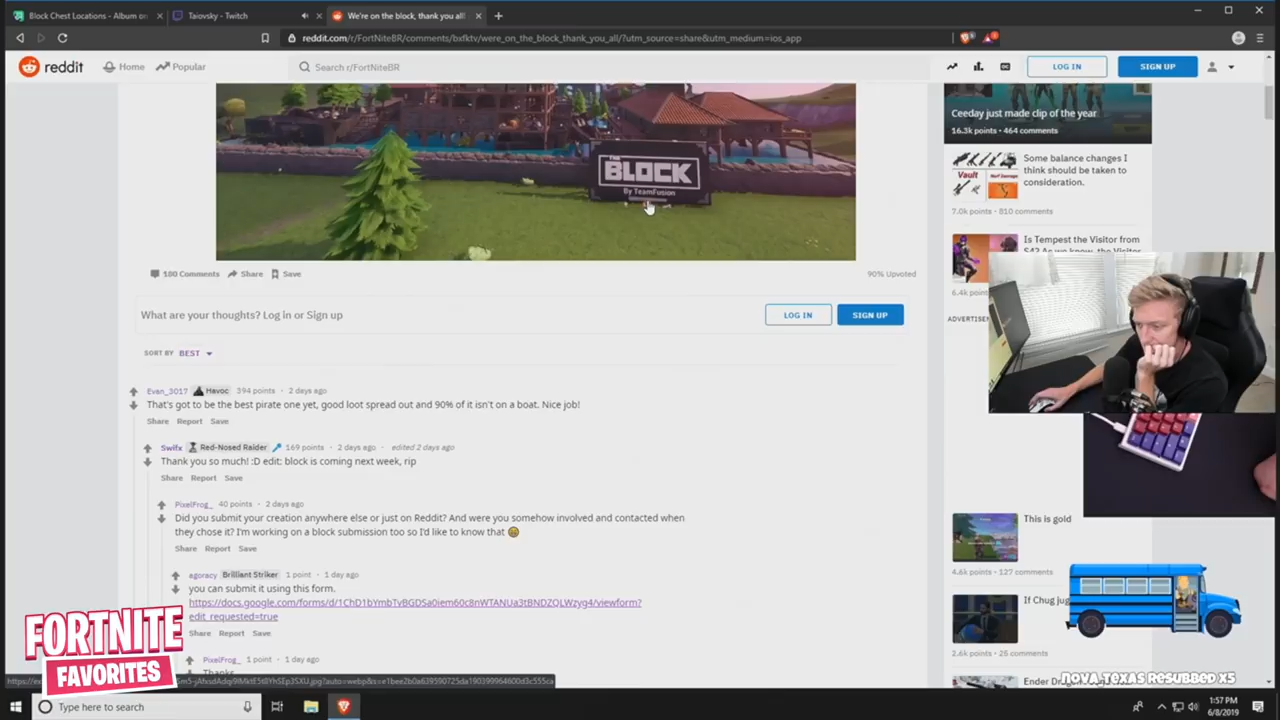 Block Chest Locations - Album on
Taiovsky - Twitch
We're on the block, thank you all!
reddit.com/r/FortNiteBR/comments/bxfktv/were_on_the_block_thank_you_all/?utm_source=share&utm_medium=ios_app
reddit
Home
Popular
Search r/FortNiteBR
LOG IN
SIGN UP
THE
BLOCK
By TeamFusion
180 Comments
Share
Save
90% Upvoted
What are your thoughts? Log in or Sign up
LOG IN
SIGN UP
SORT BY BEST
Evan_3017 Havoc 394 points · 2 days ago
That's got to be the best pirate one yet, good loot spread out and 90% of it isn't on a boat. Nice job!
Share Report Save
Swifx Red-Nosed Raider 169 points · 2 days ago · edited 2 days ago
Thank you so much! :D edit: block is coming next week, rip
Share Report Save
PixelFrog_ 40 points · 2 days ago
Did you submit your creation anywhere else or just on Reddit? And were you somehow involved and contacted when
they chose it? I'm working on a block submission too so I'd like to know that
Share Report Save
agoracy Brilliant Striker 1 point · 1 day ago
you can submit it using this form.
https://docs.google.com/forms/d/1ChD1bYmbTvBGDSa0iem60c8nWTANUa3tBNDZQLWzyg4/viewform?
edit_requested=true
Share Report Save
PixelFrog_ 1 point · 1 day ago
Thanks
Ceeday just made clip of the year
16.3k points · 464 comments
Vault
Some balance changes I
think should be taken to
consideration.
7.0k points · 810 comments
Is Tempest the Visitor from
S4? As we know, the Visitor
6.4k points
ADVERTISEM
This is gold
4.6k points · 127 comments
If Chug jug
2.6k points · 25 comments
Ender Dragon
FORTNITE
FAVORITES
nova_texas resubbed x5
Type here to search
1:57 PM
6/8/2019